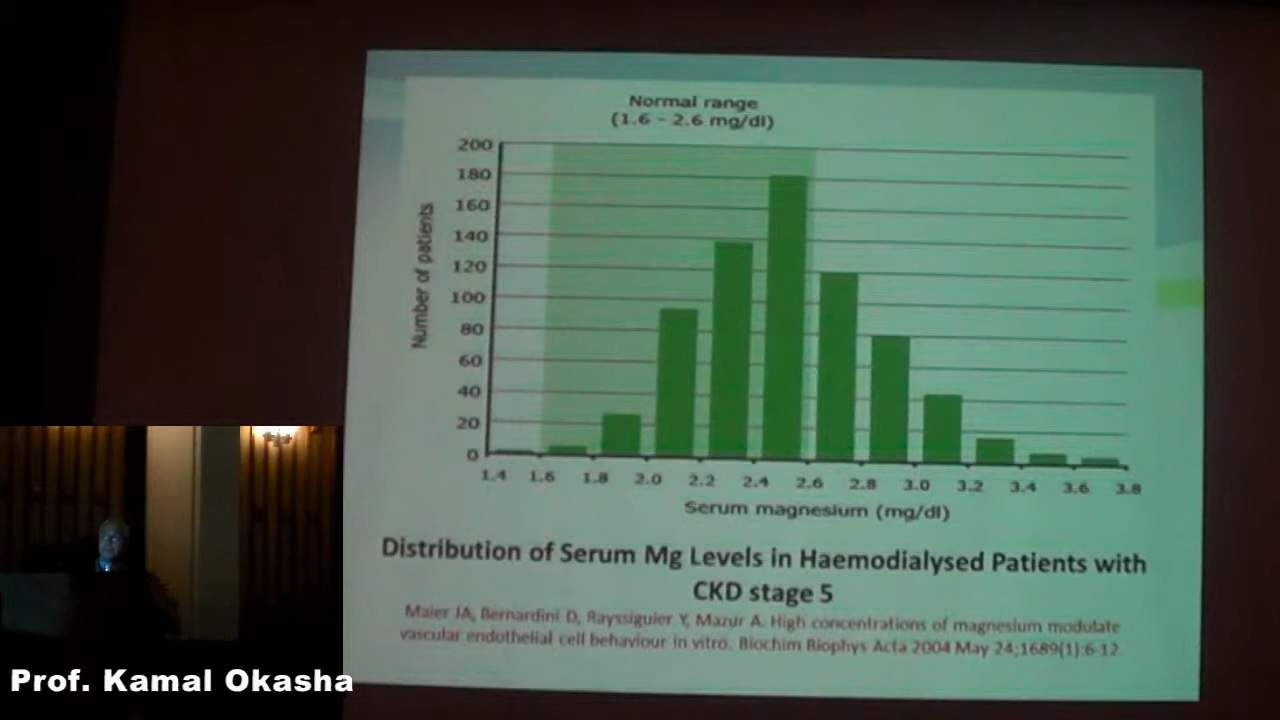 Normal range
(1.6 - 2.6 mg/dl)
200
180
160
140
120
100
80
60
40
20
0
Number of patients
1.4 1.6 1.8 2.0 2.2 2.4 2.6 2.8 3.0 3.2 3.4 3.6 3.8
Serum magnesium (mg/dl)
Distribution of Serum Mg Levels in Haemodialysed Patients with
CKD stage 5
Maier JA, Bernardini D, Rayssiguier Y, Mazur A. High concentrations of magnesium modulate
vascular endothelial cell behaviour in vitro. Biochim Biophys Acta 2004 May 24;1689(1):6-12.
Prof. Kamal Okasha